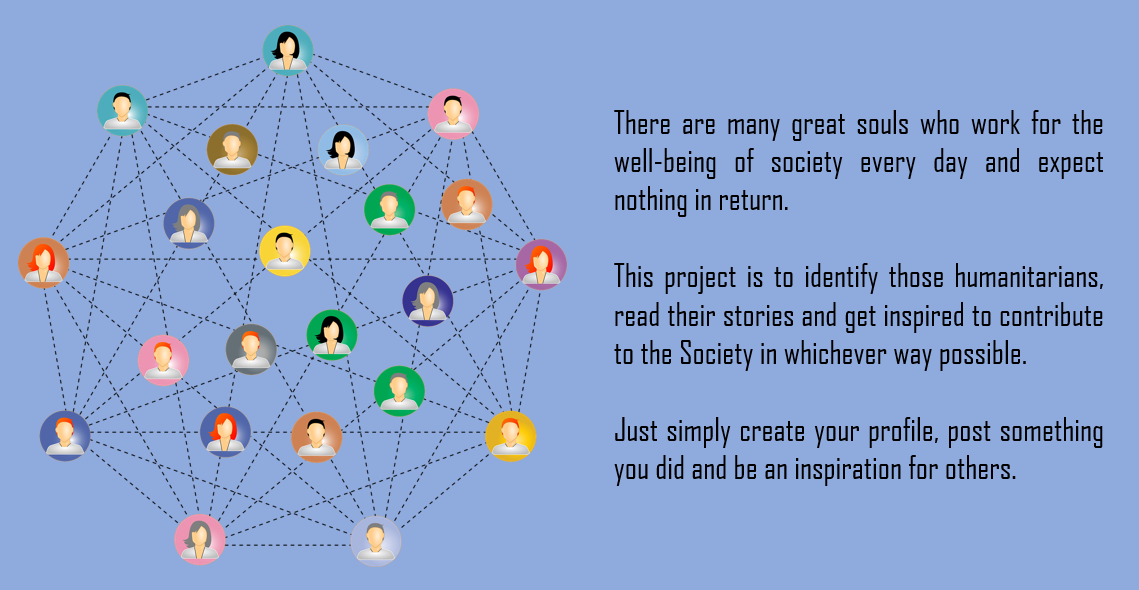 There are many great souls who work for the
well-being of society every day and expect
nothing in return.
This project is to identify those humanitarians,
read their stories and get inspired to contribute
to the Society in whichever way possible.
Just simply create your profile, post something
you did and be an inspiration for others.